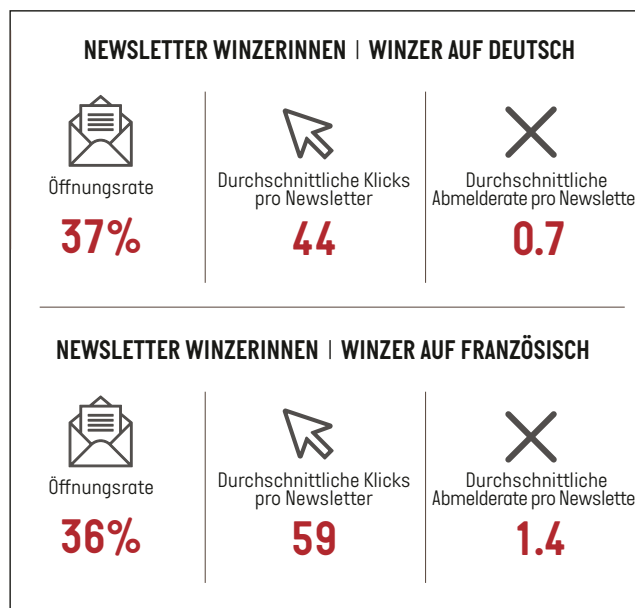 NEWSLETTER WINZERINNEN | WINZER AUF DEUTSCH
Öffnungsrate
37%
Durchschnittliche Klicks
pro Newsletter
44
Durchschnittliche
Abmelderate pro Newslette
0.7
NEWSLETTER WINZERINNEN | WINZER AUF FRANZÖSISCH
Öffnungsrate
36%
Durchschnittliche Klicks
pro Newsletter
59
Durchschnittliche
Abmelderate pro Newslette
1.4